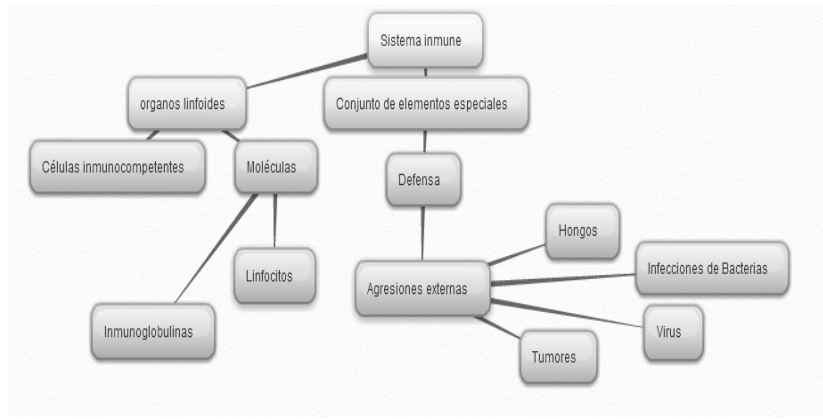 Sistema inmune
organos linfoides
Conjunto de elementos especiales
Células inmunocompetentes
Moléculas
Defensa
Hongos
Infecciones de Bacterias
Linfocitos
Agresiones externas
Inmunoglobulinas
Virus
Tumores